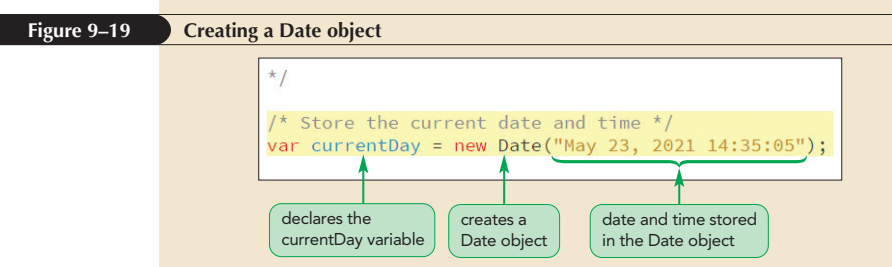 Figure 9–19 Creating a Date object
*/
/* Store the current date and time */
var currentDay = new Date("May 23, 2021 14:35:05");
declares the
currentDay variable
creates a
Date object
date and time stored
in the Date object